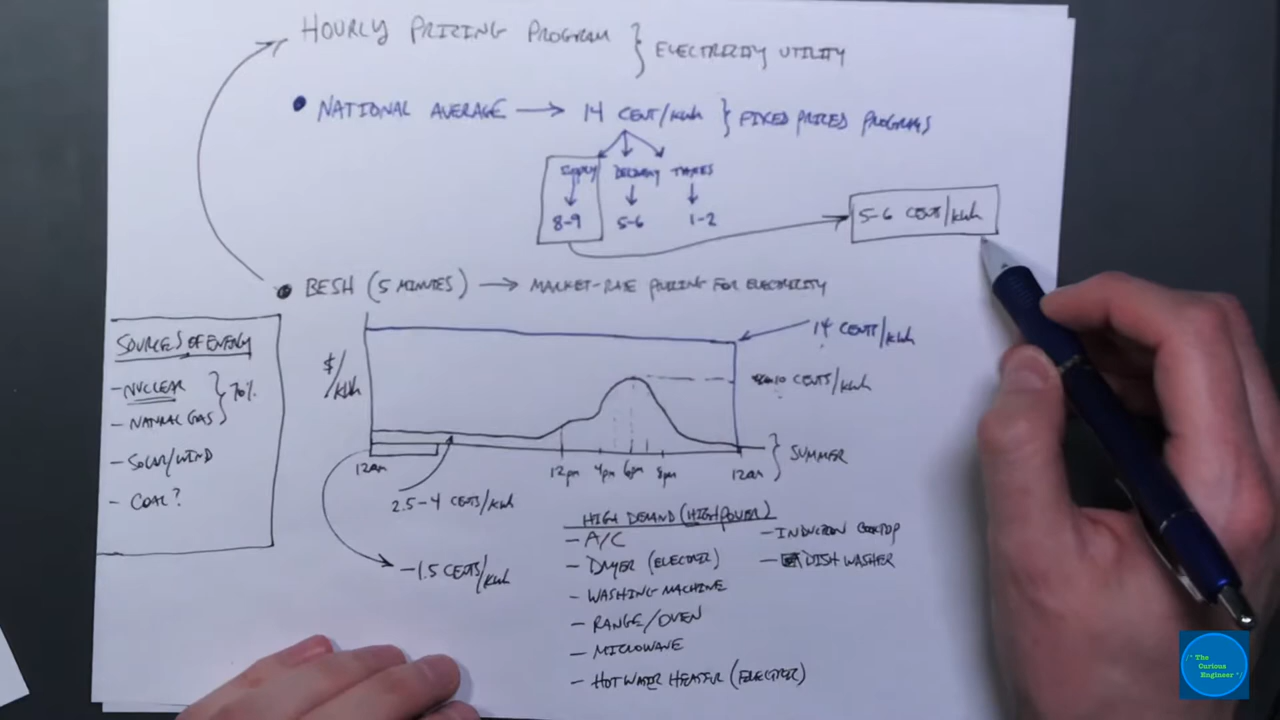 HOURLY PRICING PROGRAM } ELECTRICITY UTILITY
• NATIONAL AVERAGE → 14 CENT/KWh } FIXED PRICED PROGRAMS
SUPPLY DELIVERY TAXES
8-9 5-6 1-2
5-6 CENTS/KWh
• BESH (5 MINUTES) → MARKET-RATE PRICING FOR ELECTRICITY
SOURCES OF ENERGY
- NUCLEAR
- NATURAL GAS
} 70%
- SOLAR/WIND
- COAL?
$/KWh
14 CENTS/KWh
10 CENTS/KWh
12am 12pm 4pm 6pm 8pm 12am
} SUMMER
2.5-4 CENTS/KWh
-1.5 CENTS/KWh
HIGH DEMAND (HIGH POWER)
- A/C
- DRYER (ELECTRIC)
- WASHING MACHINE
- RANGE/OVEN
- MICROWAVE
- HOT WATER HEATER (ELECTRIC)
- INDUCTION COOKTOP
- DISH WASHER
/* The
Curious
Engineer */